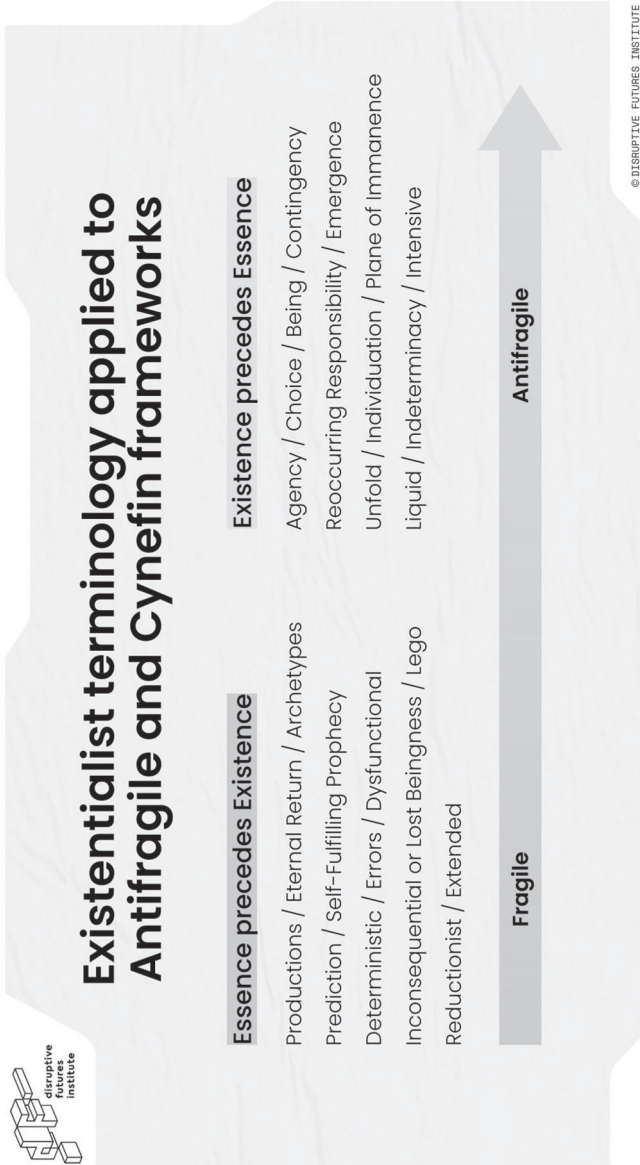 disruptive
futures
institute
Existentialist terminology applied to
Antifragile and Cynefin frameworks
Essence precedes Existence
Productions / Eternal Return / Archetypes
Prediction / Self-Fulfilling Prophecy
Deterministic / Errors / Dysfunctional
Inconsequential or Lost Beingness / Lego
Reductionist / Extended
Existence precedes Essence
Agency / Choice / Being / Contingency
Reoccurring Responsibility / Emergence
Unfold / Individuation / Plane of Immanence
Liquid / Indeterminacy / Intensive
Fragile
Antifragile
© DISRUPTIVE FUTURES INSTITUTE